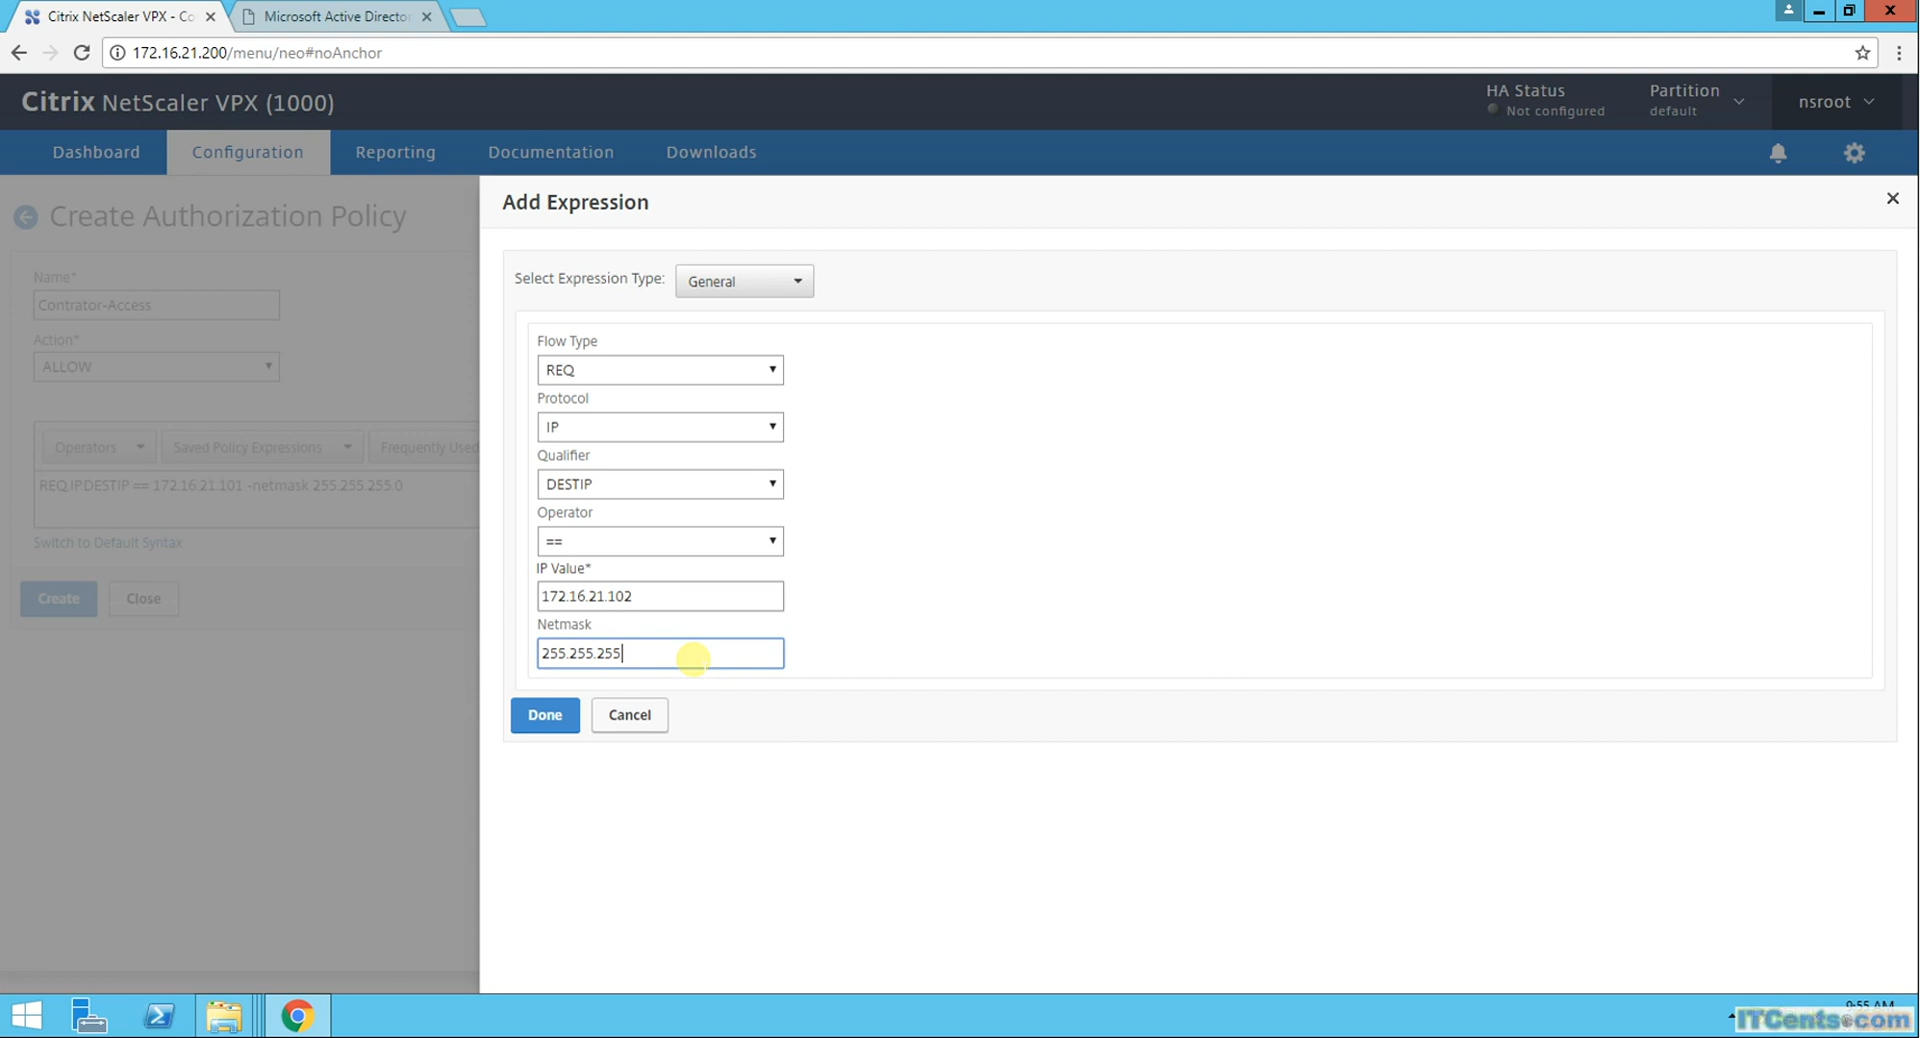 Citrix NetScaler VPX - Co
Microsoft Active Director
172.16.21.200/menu/neo#noAnchor
Citrix NetScaler VPX (1000)
HA Status
Not configured
Partition
default
nsroot
Dashboard
Configuration
Reporting
Documentation
Downloads
Create Authorization Policy
Name*
Contrator-Access
Action*
ALLOW
Operators
Saved Policy Expressions
Frequently Used
REQ.IP.DESTIP == 172.16.21.101 -netmask 255.255.255.0
Switch to Default Syntax
Create
Close
Add Expression
Select Expression Type:
General
Flow Type
REQ
Protocol
IP
Qualifier
DESTIP
Operator
==
IP Value*
172.16.21.102
Netmask
255.255.255
Done
Cancel
9:55 AM
ITCents.com